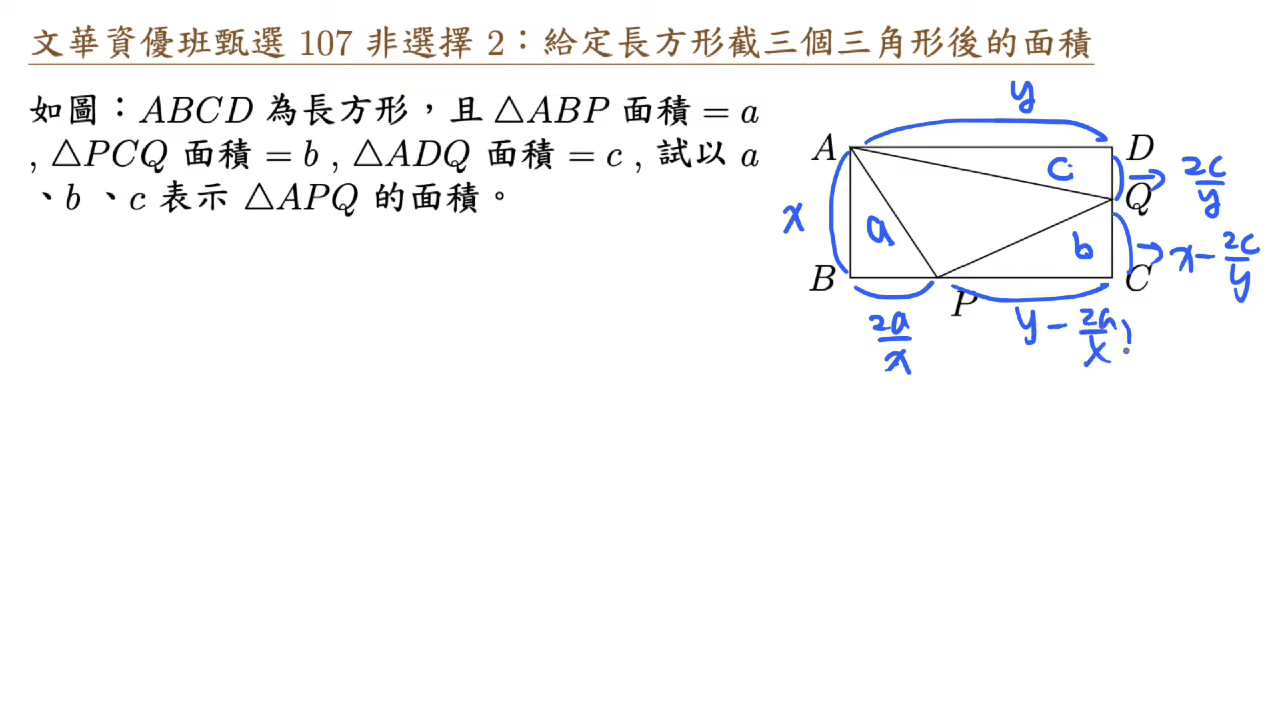 文華資優班甄選 107 非選擇 2：給定長方形截三個三角形後的面積
如圖：ABCD 為長方形，且 △ABP 面積 = a
, △PCQ 面積 = b , △ADQ 面積 = c , 試以 a
、b 、c 表示 △APQ 的面積。
y
A
D
c
Q
2c/y
x
a
b
x - 2c/y
B
C
P
2a/x
y - 2a/x